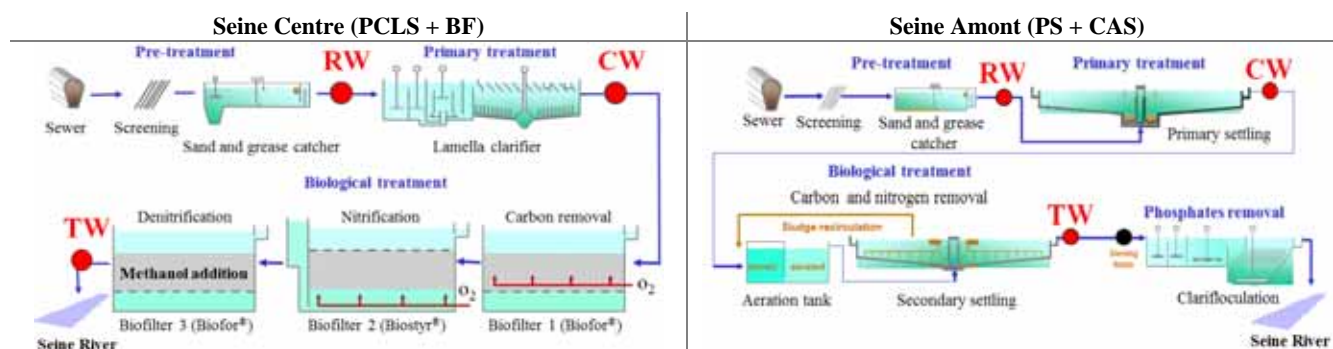 Seine Centre (PCLS + BF)
Pre-treatment
RW
Primary treatment
CW
Sewer
Screening
Sand and grease catcher
Lamella clarifier
Biological treatment
TW
Denitrification
Nitrification
Carbon removal
Methanol addition
O2
O2
Biofilter 3 (Biofor®)
Biofilter 2 (Biostyr®)
Biofilter 1 (Biofor®)
Seine River
Seine Amont (PS + CAS)
Pre-treatment
RW
Primary treatment
CW
Sewer
Screening
Sand and grease
catcher
Primary settling
Biological treatment
Carbon and nitrogen removal
TW
Phosphates removal
Sludge recirculation
aerated
Aeration tank
Secondary settling
Clarifloculation
Seine River